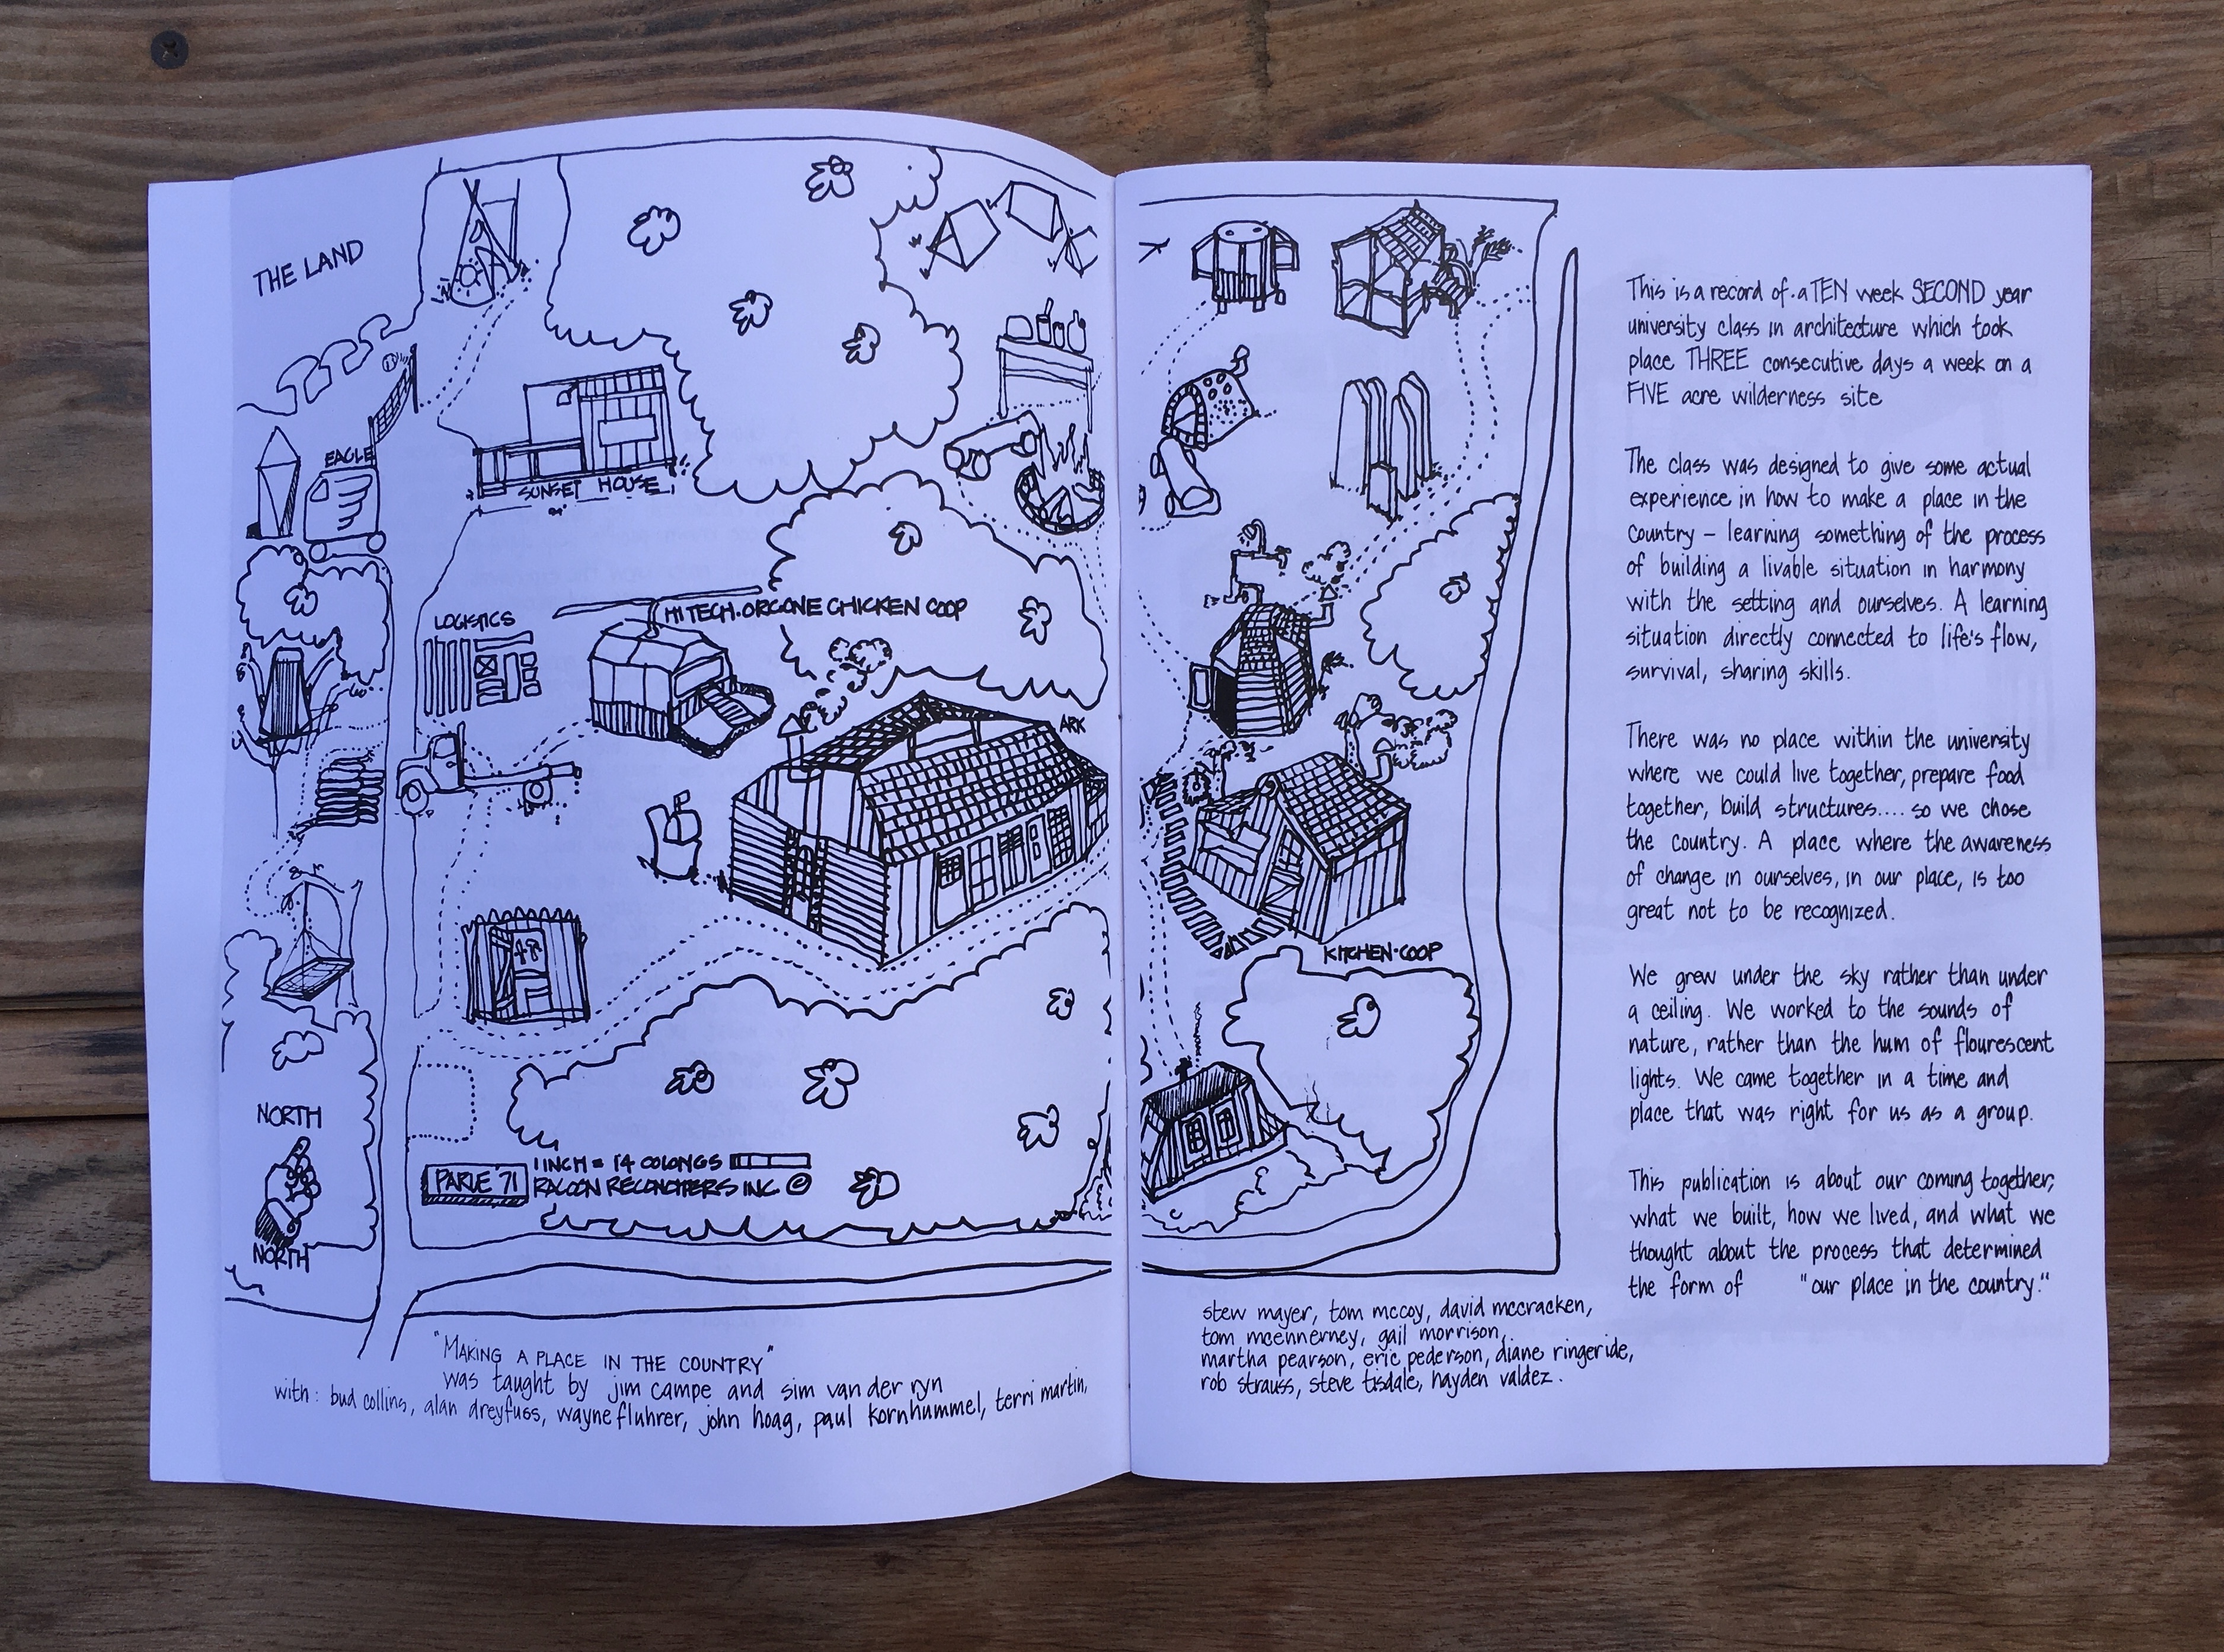 THE LAND
EAGLE
SUNSET HOUSE
LOGISTICS
HI TECH·ORGONE CHICKEN COOP
ARK
NORTH
NORTH
PARLE '71
1 INCH = 14 COLONGS
RACOON RECONOITERS INC. ©
"MAKING A PLACE IN THE COUNTRY"
was taught by jim campe and sim van der ryn
with: bud collins, alan dreyfuss, wayne fluhrer, john hoag, paul kornhummel, terri martin,
KITCHEN·COOP
stew mayer, tom mccoy, david mccracken,
tom mcennerney, gail morrison,
martha pearson, eric pederson, diane ringeride,
rob strauss, steve tisdale, hayden valdez.
This is a record of a TEN week SECOND year
university class in architecture which took
place THREE consecutive days a week on a
FIVE acre wilderness site
The class was designed to give some actual
experience in how to make a place in the
country – learning something of the process
of building a livable situation in harmony
with the setting and ourselves. A learning
situation directly connected to life's flow,
survival, sharing skills.
There was no place within the university
where we could live together, prepare food
together, build structures.... so we chose
the country. A place where the awareness
of change in ourselves, in our place, is too
great not to be recognized.
We grew under the sky rather than under
a ceiling. We worked to the sounds of
nature, rather than the hum of flourescent
lights. We came together in a time and
place that was right for us as a group.
This publication is about our coming together,
what we built, how we lived, and what we
thought about the process that determined
the form of "our place in the country."